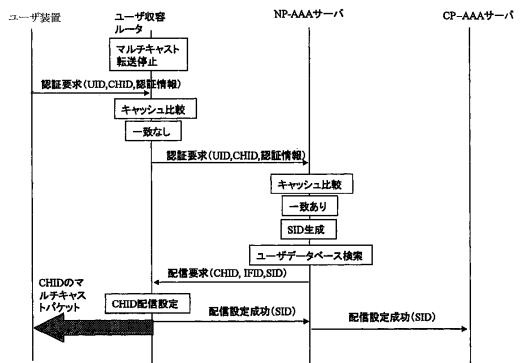 ユーザ装置
ユーザ収容
ルータ
NP-AAAサーバ
CP-AAAサーバ
マルチキャスト
転送停止
認証要求(UID,CHID,認証情報)
キャッシュ比較
一致なし
認証要求(UID,CHID,認証情報)
キャッシュ比較
一致あり
SID生成
ユーザデータベース検索
配信要求(CHID, IFID,SID)
CHIDのマ
ルチキャス
トパケット
CHID配信設定
配信設定成功(SID)
配信設定成功(SID)